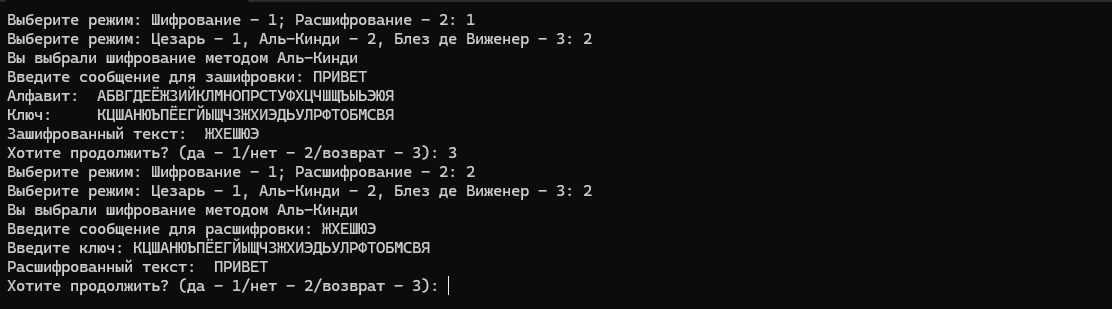 Выберите режим: Шифрование - 1; Расшифрование - 2: 1
Выберите режим: Цезарь - 1, Аль-Кинди - 2, Блез де Виженер - 3: 2
Вы выбрали шифрование методом Аль-Кинди
Введите сообщение для зашифровки: ПРИВЕТ
Алфавит:  АБВГДЕЁЖЗИЙКЛМНОПРСТУФХЦЧШЩЪЫЬЭЮЯ
Ключ:     КЦШАНЮЪПЁЕГЙЫЩЧЗЖХИЭДЬУЛРФТОБМСВЯ
Зашифрованный текст:  ЖХЕШЮЭ
Хотите продолжить? (да - 1/нет - 2/возврат - 3): 3
Выберите режим: Шифрование - 1; Расшифрование - 2: 2
Выберите режим: Цезарь - 1, Аль-Кинди - 2, Блез де Виженер - 3: 2
Вы выбрали шифрование методом Аль-Кинди
Введите сообщение для расшифровки: ЖХЕШЮЭ
Введите ключ: КЦШАНЮЪПЁЕГЙЫЩЧЗЖХИЭДЬУЛРФТОБМСВЯ
Расшифрованный текст:  ПРИВЕТ
Хотите продолжить? (да - 1/нет - 2/возврат - 3):